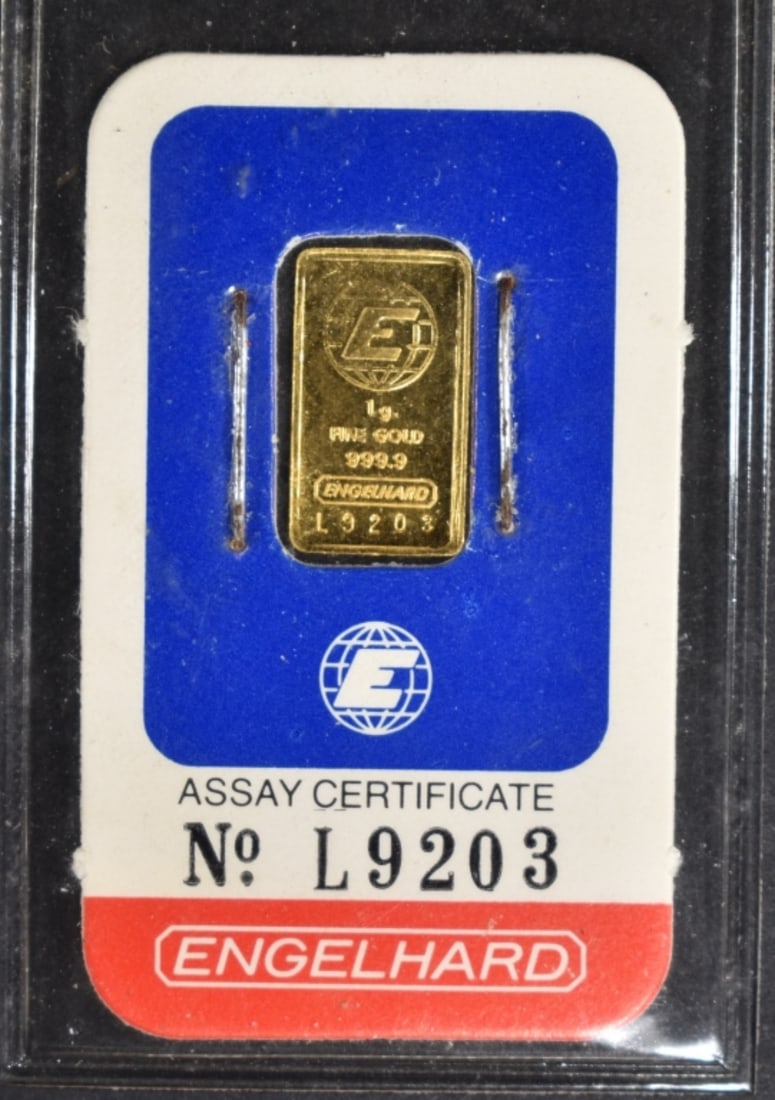 E
1g.
FINE GOLD
999.9
ENGELHARD
L9203
E
ASSAY CERTIFICATE
No. L9203
ENGELHARD